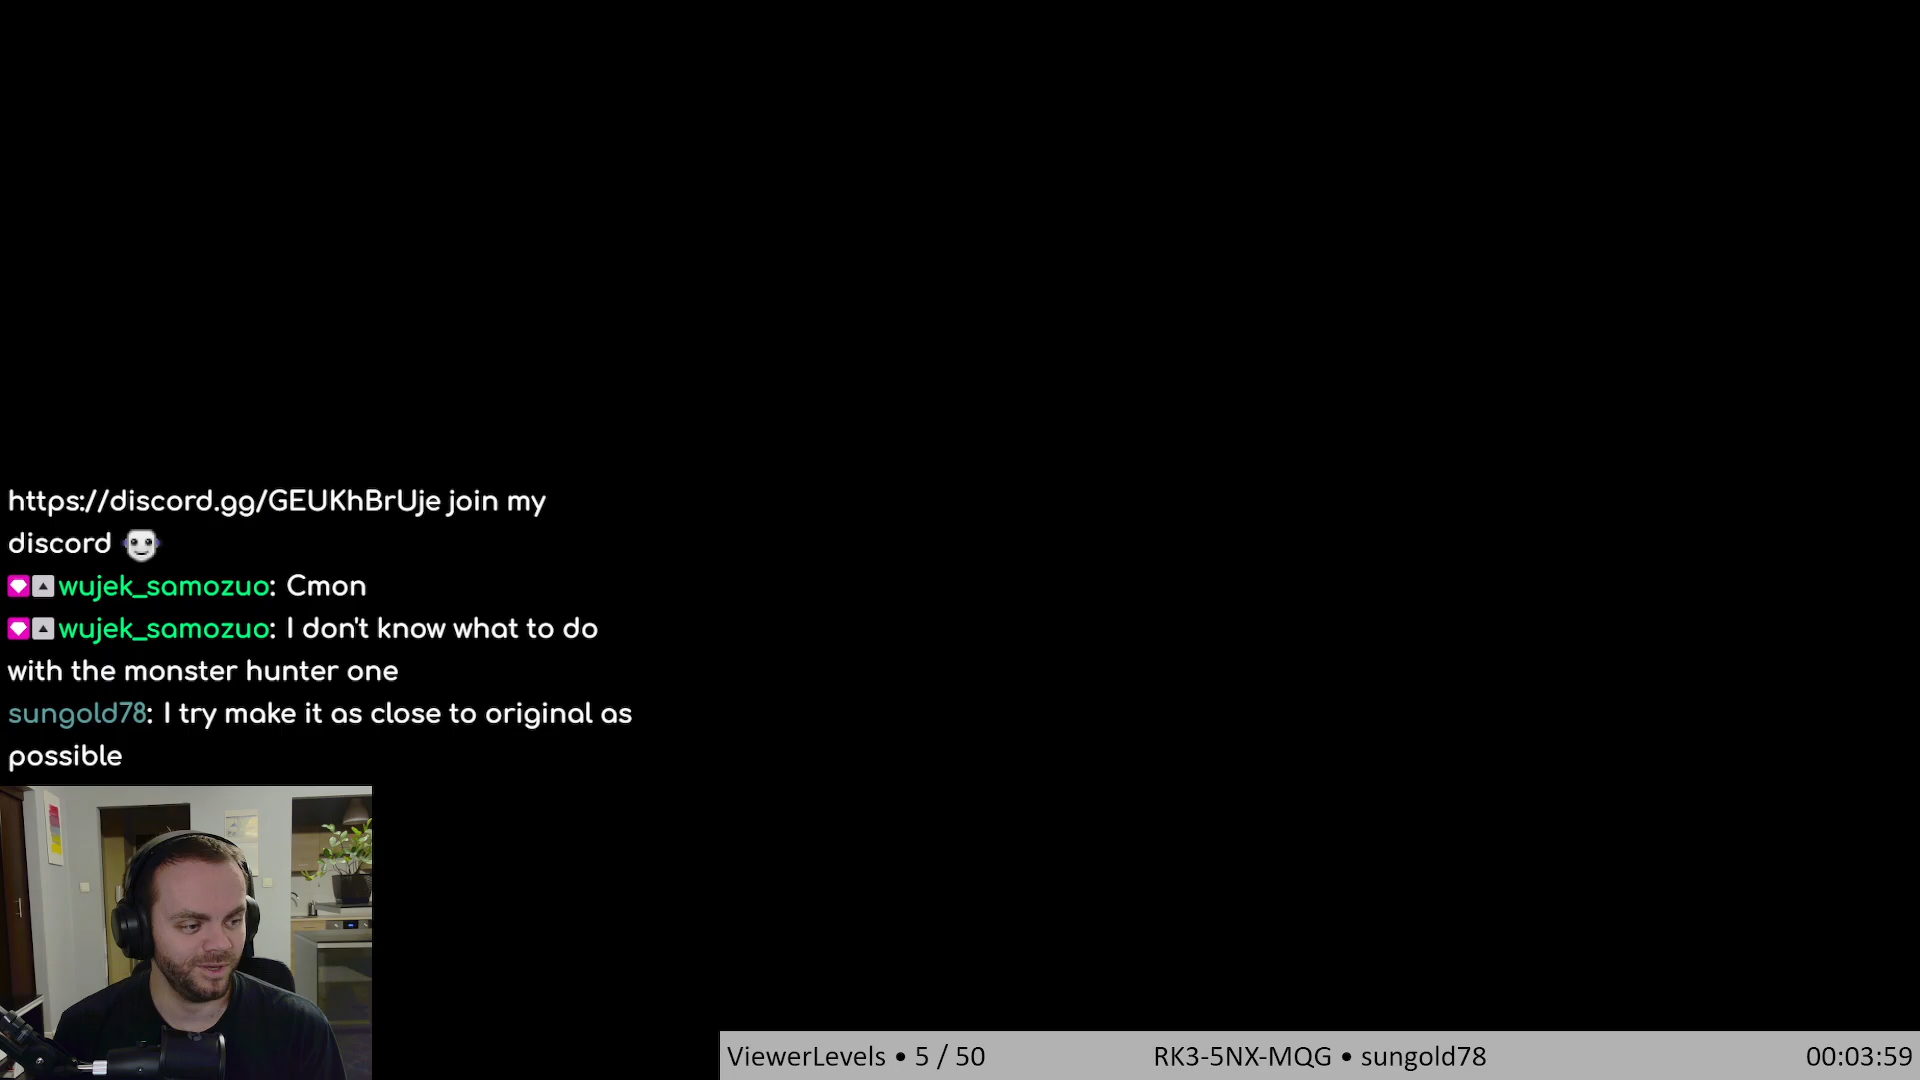 https://discord.gg/GEUKhBrUje join my
discord
wujek_samozuo: Cmon
wujek_samozuo: I don't know what to do
with the monster hunter one
sungold78: I try make it as close to original as
possible
ViewerLevels • 5 / 50 RK3-5NX-MQG • sungold78 00:03:59